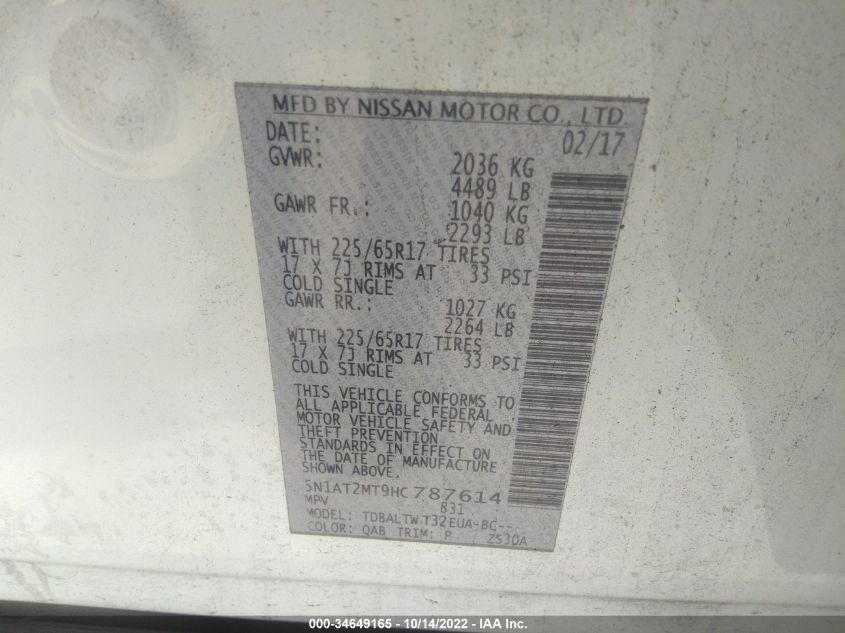 MFD BY NISSAN MOTOR CO., LTD.
DATE: 02/17
GVWR: 2036 KG
4489 LB
GAWR FR.: 1040 KG
2293 LB
WITH 225/65R17 TIRES
17 X 7J RIMS AT 33 PSI
COLD SINGLE
GAWR RR.: 1027 KG
2264 LB
WITH 225/65R17 TIRES
17 X 7J RIMS AT 33 PSI
COLD SINGLE
THIS VEHICLE CONFORMS TO
ALL APPLICABLE FEDERAL
MOTOR VEHICLE SAFETY AND
THEFT PREVENTION
STANDARDS IN EFFECT ON
THE DATE OF MANUFACTURE
SHOWN ABOVE.
5N1AT2MT9HC787614
MPV 831
MODEL: TDBALTW T32EUA-BC--
COLOR: QAB TRIM: P ZS30A
000-34649165 - 10/14/2022 - IAA Inc.